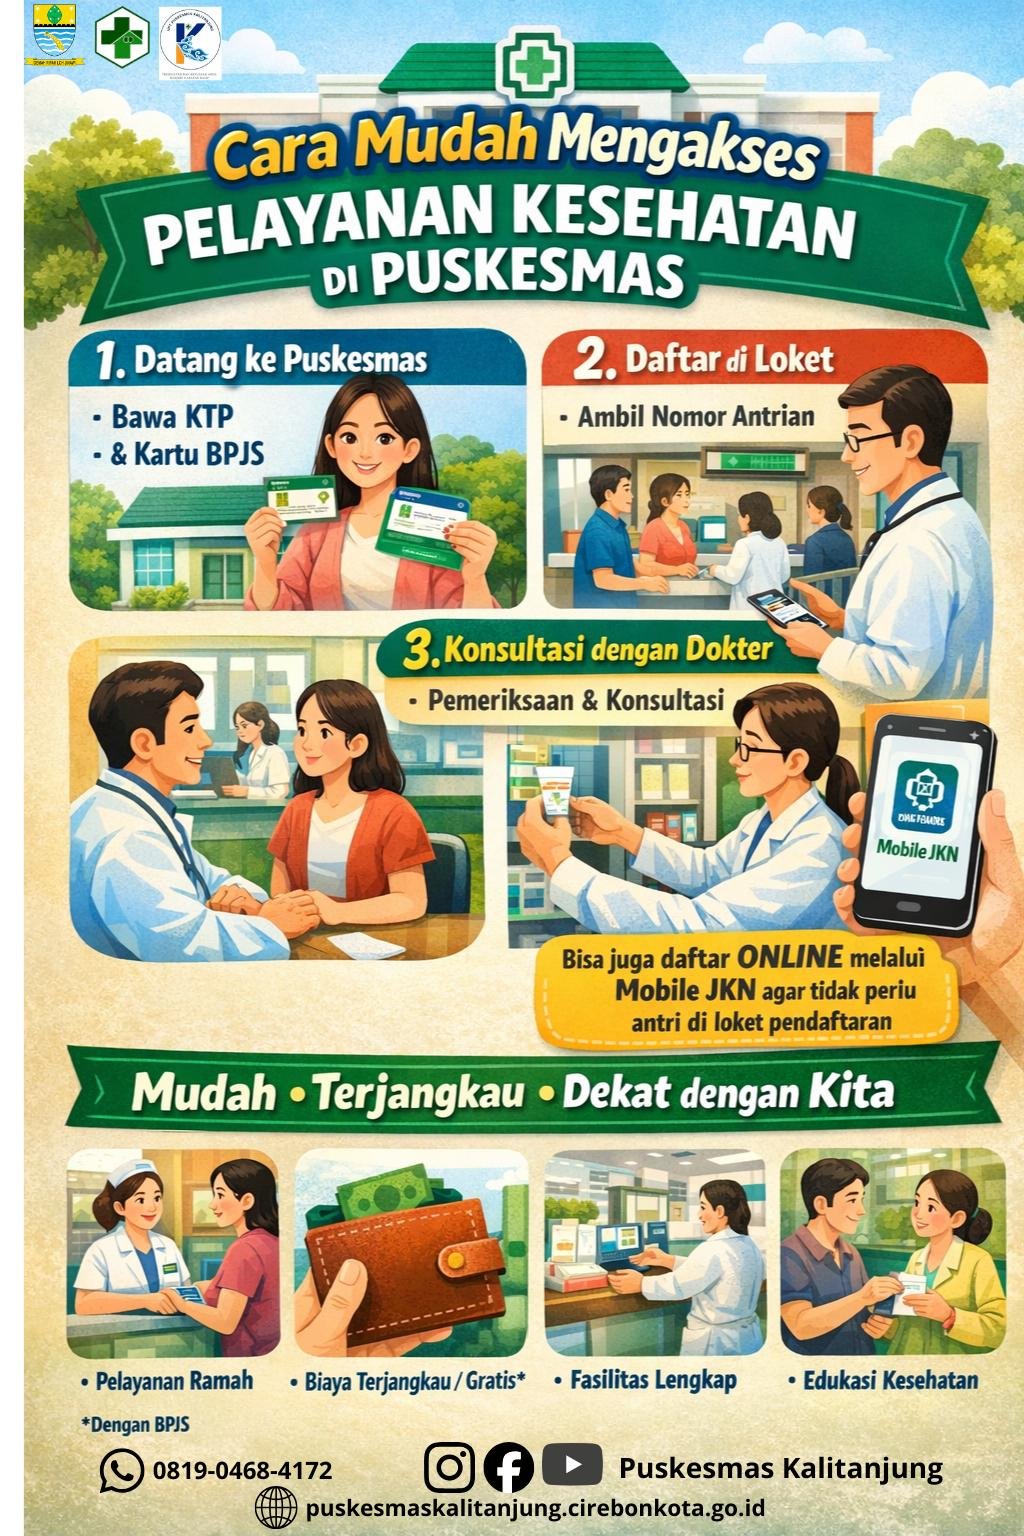 Cara Mudah Mengakses
PELAYANAN KESEHATAN
DI PUSKESMAS
1. Datang ke Puskesmas
• Bawa KTP
• & Kartu BPJS
2. Daftar di Loket
• Ambil Nomor Antrian
3. Konsultasi dengan Dokter
• Pemeriksaan & Konsultasi
Mobile JKN
Bisa juga daftar ONLINE melalui
Mobile JKN agar tidak periu
antri di loket pendaftaran
Mudah • Terjangkau • Dekat dengan Kita
• Pelayanan Ramah
• Biaya Terjangkau / Gratis*
• Fasilitas Lengkap
• Edukasi Kesehatan
*Dengan BPJS
0819-0468-4172
Puskesmas Kalitanjung
puskesmaskalitanjung.cirebonkota.go.id